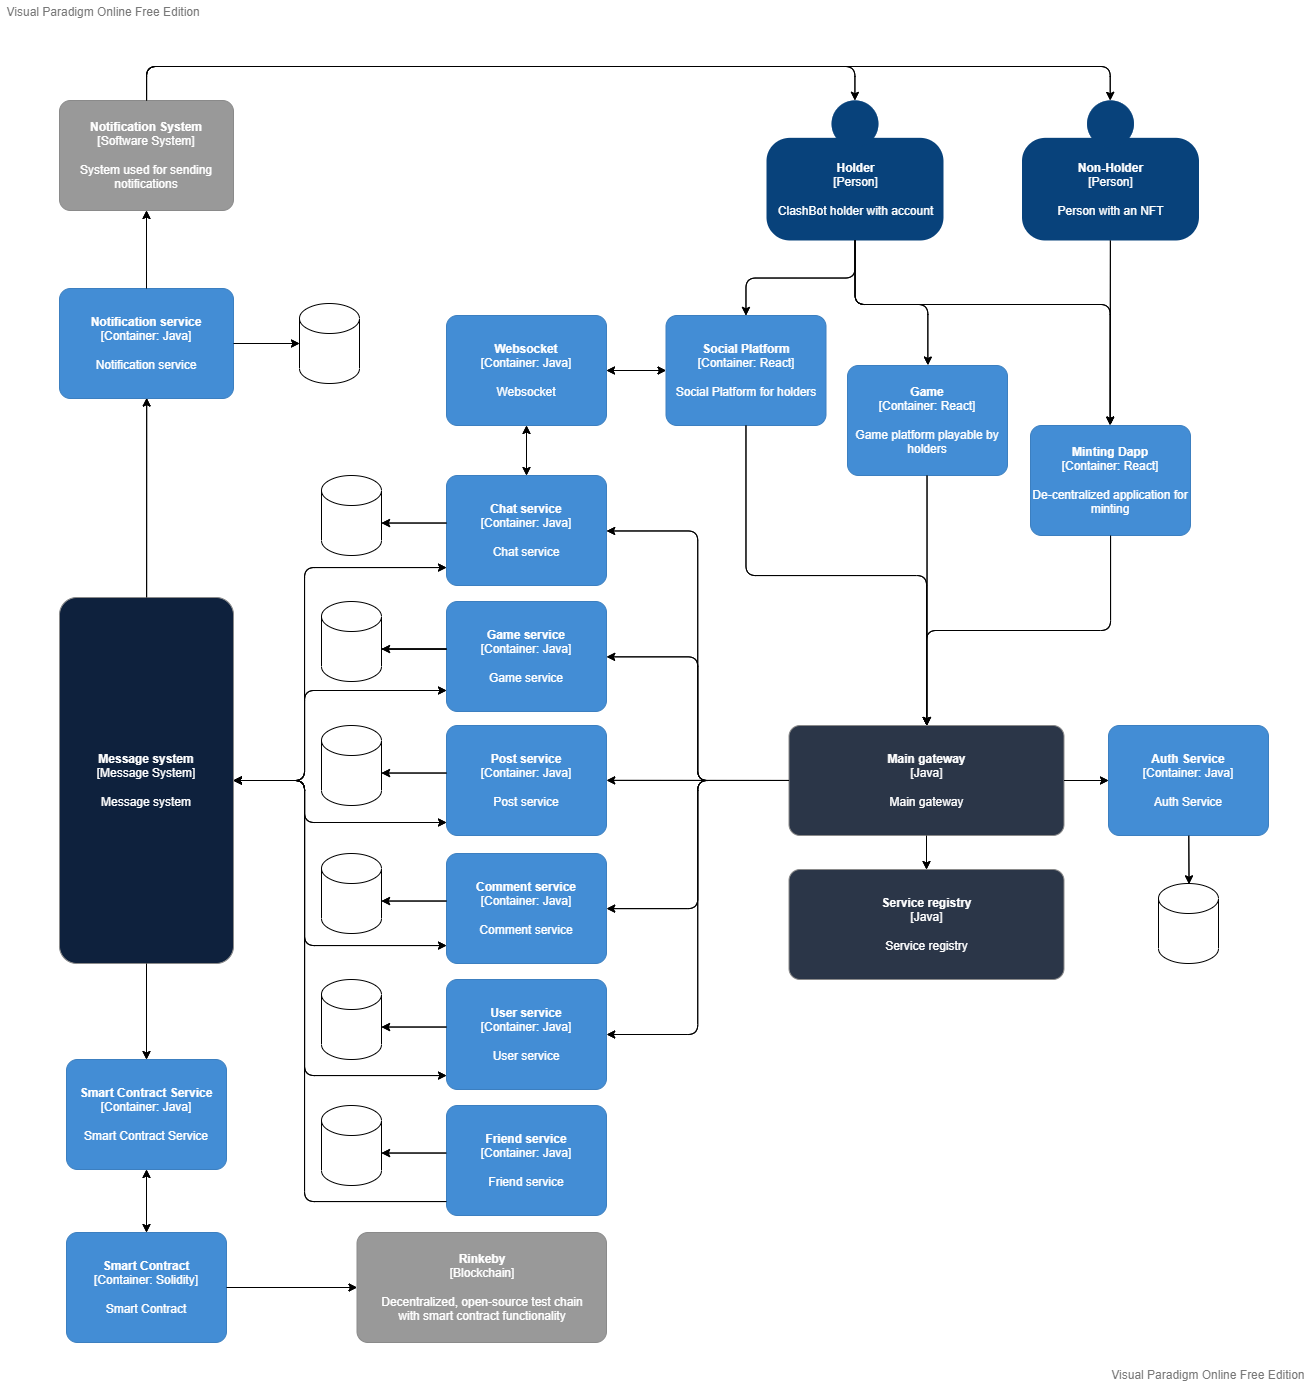 Visual Paradigm Online Free Edition
Notification System
[Software System]
System used for sending
notifications
Holder
[Person]
ClashBot holder with account
Non-Holder
[Person]
Person with an NFT
Notification service
[Container: Java]
Notification service
Websocket
[Container: Java]
Websocket
Social Platform
[Container: React]
Social Platform for holders
Game
[Container: React]
Game platform playable by
holders
Minting Dapp
[Container: React]
De-centralized application for
minting
Chat service
[Container: Java]
Chat service
Game service
[Container: Java]
Game service
Message system
[Message System]
Message system
Post service
[Container: Java]
Post service
Main gateway
[Java]
Main gateway
Auth Service
[Container: Java]
Auth Service
Comment service
[Container: Java]
Comment service
Service registry
[Java]
Service registry
User service
[Container: Java]
User service
Smart Contract Service
[Container: Java]
Smart Contract Service
Friend service
[Container: Java]
Friend service
Smart Contract
[Container: Solidity]
Smart Contract
Rinkeby
[Blockchain]
Decentralized, open-source test chain
with smart contract functionality
Visual Paradigm Online Free Edition